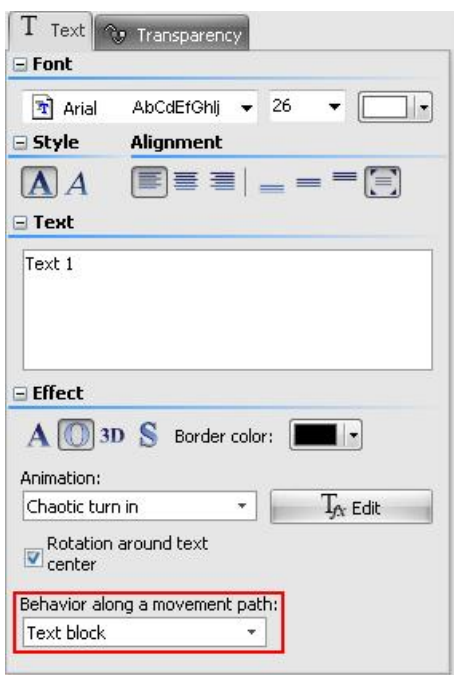 T Text Transparency
Font
Arial AbCdEfGhIj 26
Style Alignment
A A
Text
Text 1
Effect
A O 3D S Border color:
Animation:
Chaotic turn in Tfx Edit
Rotation around text
center
Behavior along a movement path:
Text block